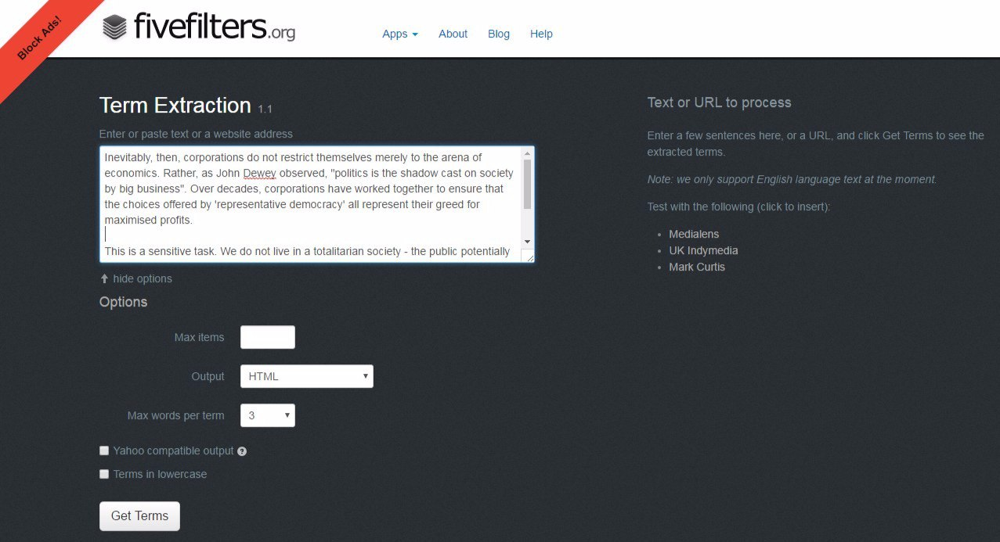 Block Ads!
fivefilters.org
Apps About Blog Help
Term Extraction 1.1
Enter or paste text or a website address
Inevitably, then, corporations do not restrict themselves merely to the arena of
economics. Rather, as John Dewey observed, "politics is the shadow cast on society
by big business". Over decades, corporations have worked together to ensure that
the choices offered by 'representative democracy' all represent their greed for
maximised profits.
This is a sensitive task. We do not live in a totalitarian society - the public potentially
hide options
Options
Max items
Output HTML
Max words per term 3
Yahoo compatible output ?
Terms in lowercase
Get Terms
Text or URL to process
Enter a few sentences here, or a URL, and click Get Terms to see the
extracted terms.
Note: we only support English language text at the moment.
Test with the following (click to insert):
Medialens
UK Indymedia
Mark Curtis